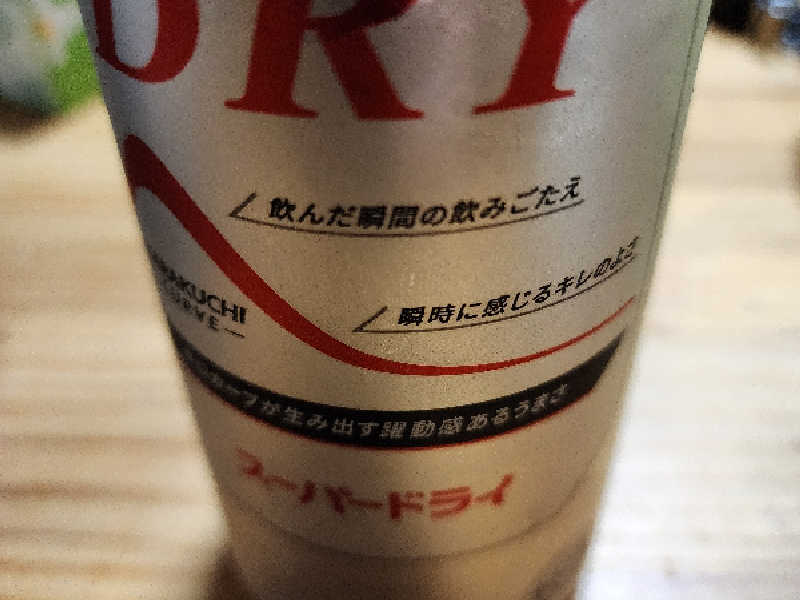 DRY
飲んだ瞬間の飲みごたえ
瞬時に感じるキレのよさ
KARAKUCHI
CURVE
カーブが生み出す躍動感あるうまさ
スーパードライ